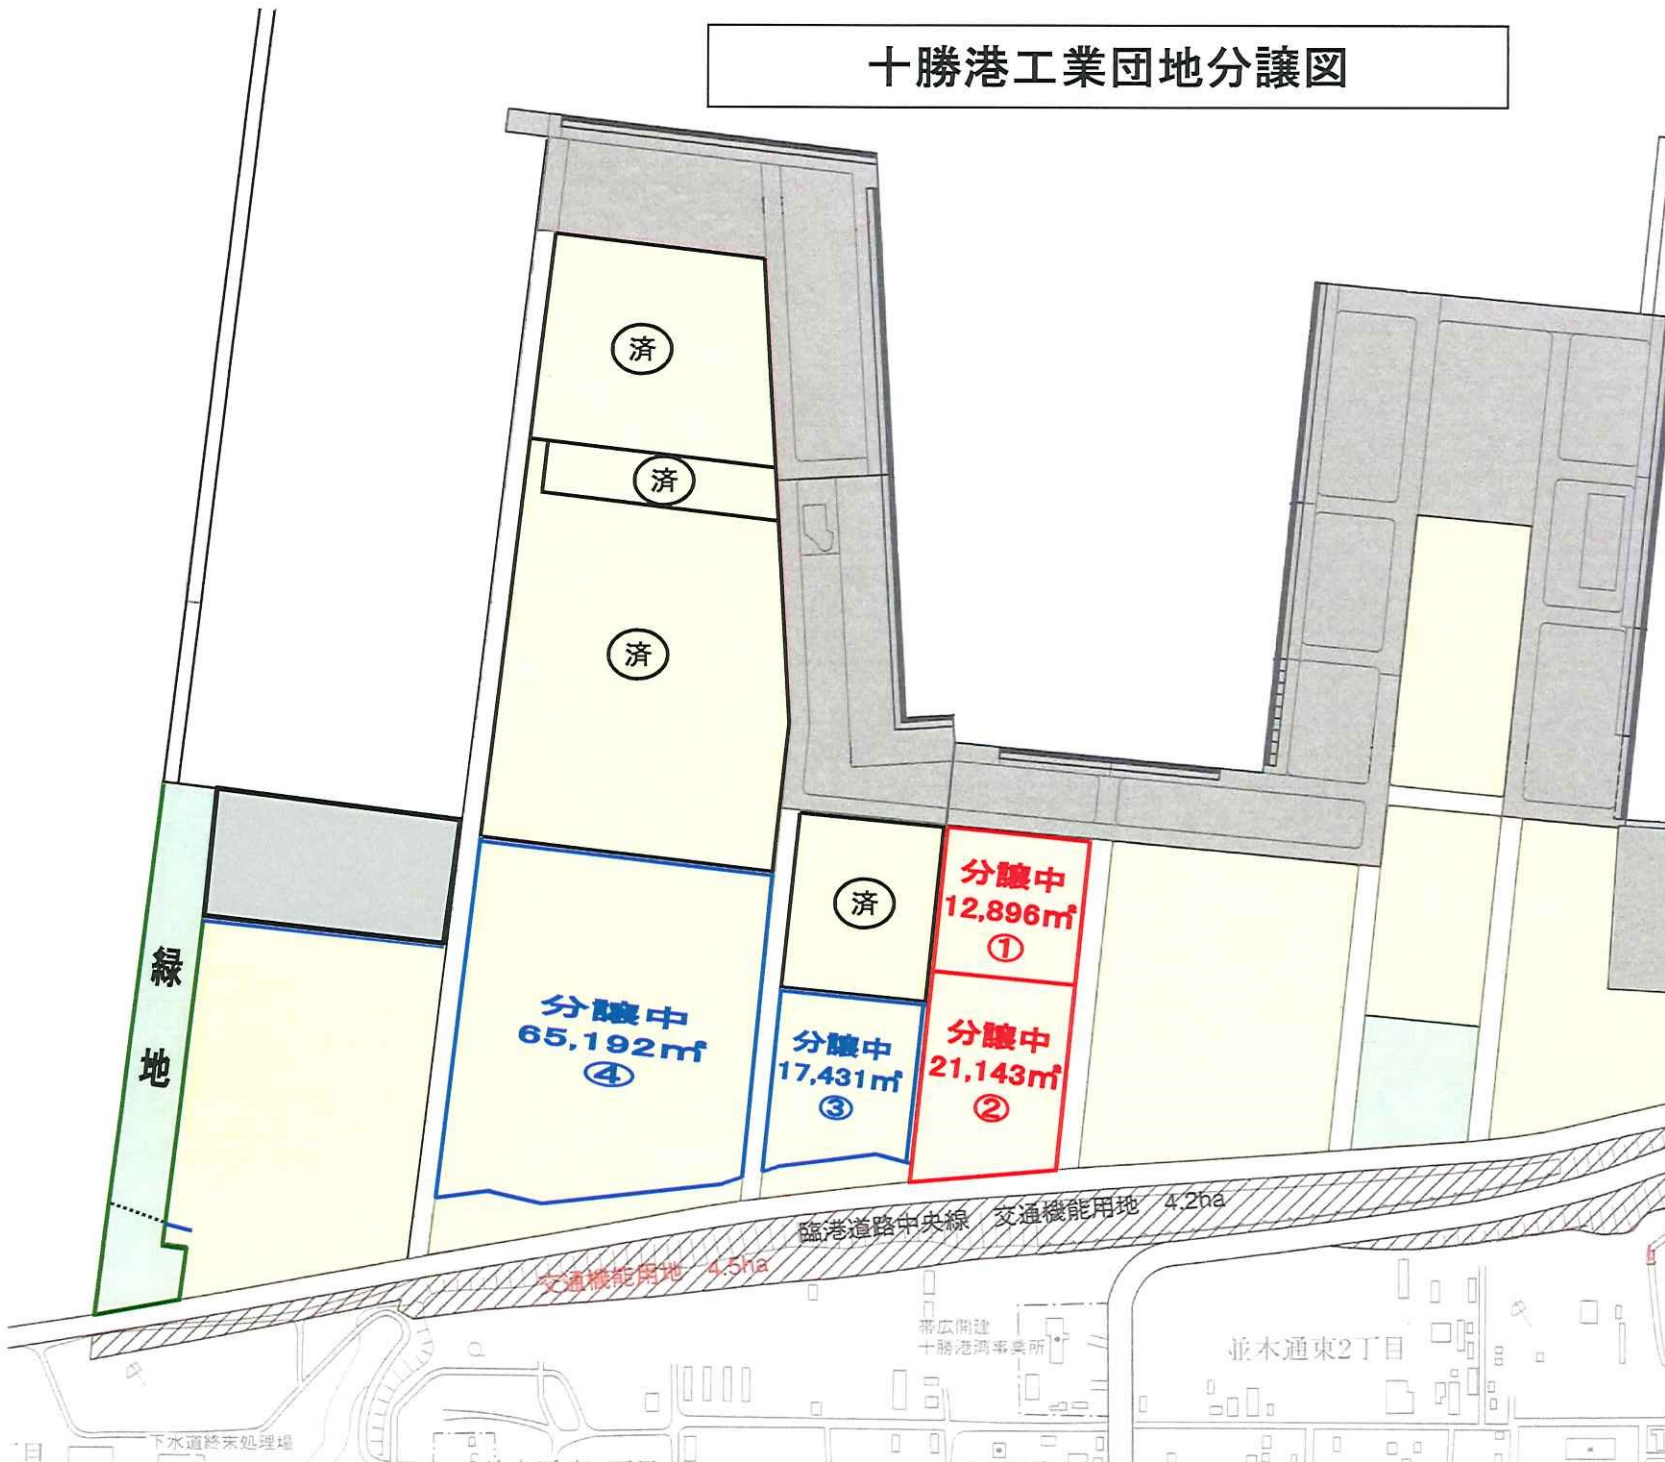 十勝港工業団地分譲図
済
済
済
済
分譲中
12,896㎡
①
分譲中
21,143㎡
②
分譲中
17,431㎡
③
分譲中
65,192㎡
④
緑地
臨港道路中央線 交通機能用地 4.2ha
交通機能用地 4.5ha
帯広開建
十勝港湾事業所
並木通東2丁目
下水道終末処理場
丁目